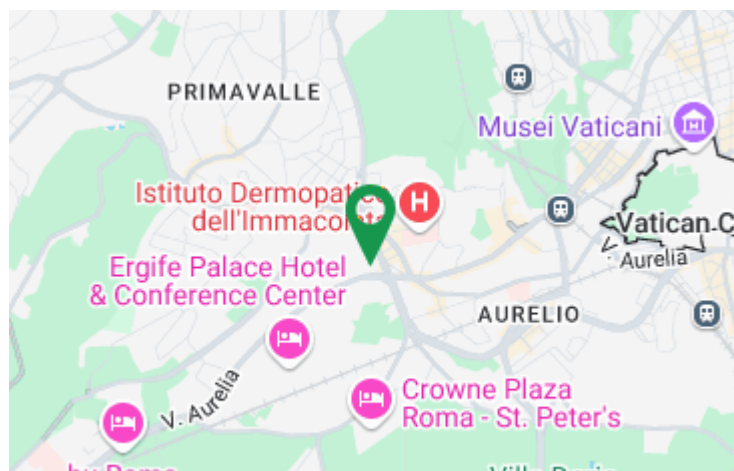 PRIMAVALLE
Musei Vaticani
Istituto Dermopatico
dell'Immacolata
Vatican C
Aurelia
Ergife Palace Hotel
& Conference Center
AURELIO
V. Aurelia
Crowne Plaza
Roma - St. Peter's
H